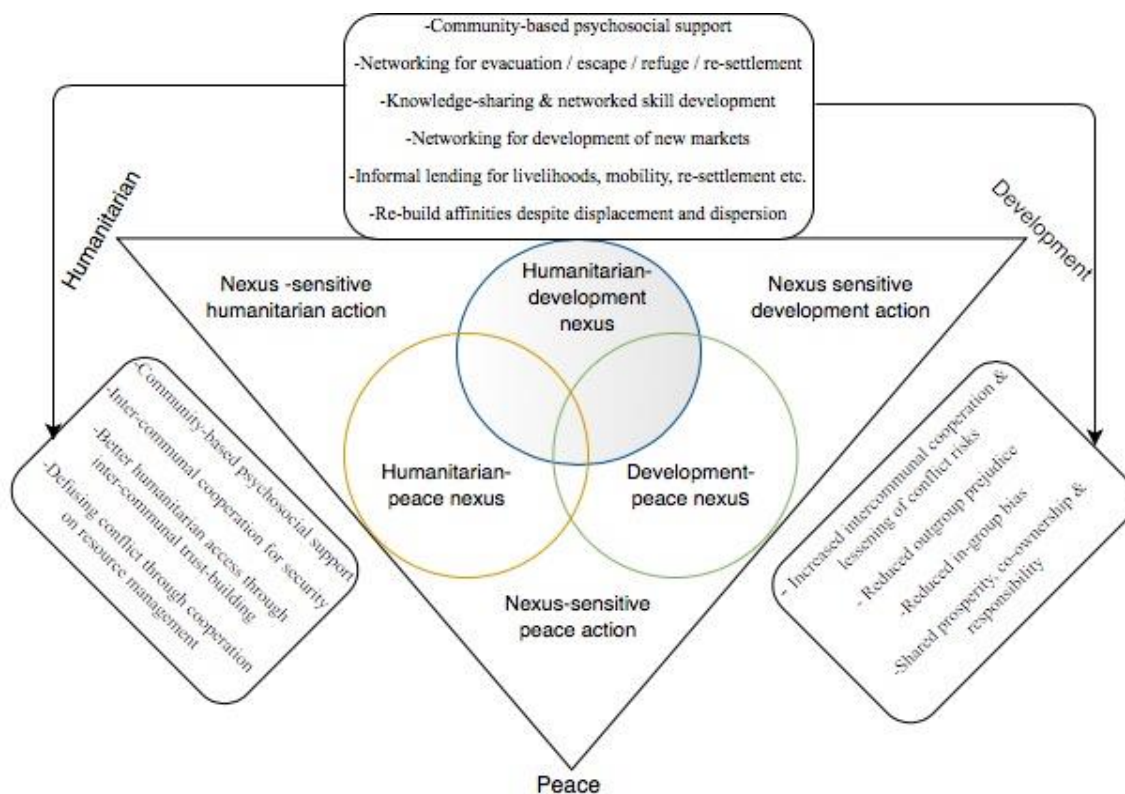 -Community-based psychosocial support
-Networking for evacuation / escape / refuge / re-settlement
-Knowledge-sharing & networked skill development
-Networking for development of new markets
-Informal lending for livelihoods, mobility, re-settlement etc.
-Re-build affinities despite displacement and dispersion
Humanitarian
Development
Nexus -sensitive
humanitarian action
Humanitarian-
development
nexus
Nexus sensitive
development action
Humanitarian-
peace nexus
Development-
peace nexus
Nexus-sensitive
peace action
-Community-based psychosocial support
-Inter-communal cooperation for security
-Better humanitarian access through
inter-communal trust-building
-Defusing conflict through cooperation
on resource management
- Increased intercommunal cooperation &
lessening of conflict risks
- Reduced outgroup prejudice
-Reduced in-group bias
-Shared prosperity, co-ownership &
responsibility
Peace